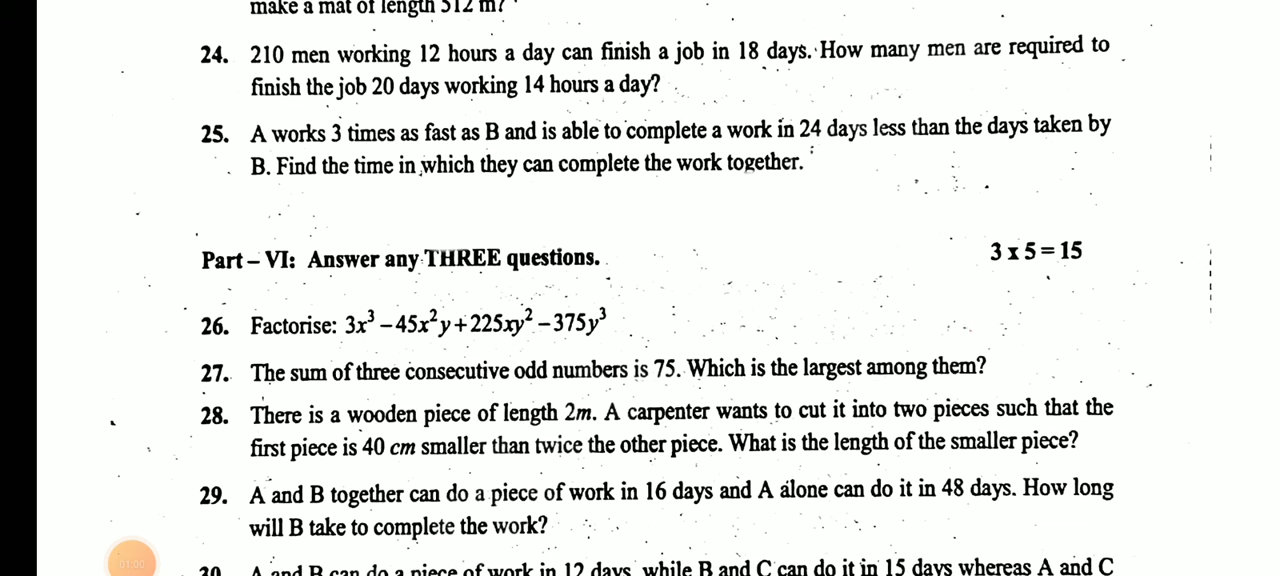 make a mat of length 512 m?
24. 210 men working 12 hours a day can finish a job in 18 days. How many men are required to
finish the job 20 days working 14 hours a day?
25. A works 3 times as fast as B and is able to complete a work in 24 days less than the days taken by
B. Find the time in which they can complete the work together.
Part – VI: Answer any THREE questions. 3 x 5 = 15
26. Factorise: 3x³ – 45x²y + 225xy² – 375y³
27. The sum of three consecutive odd numbers is 75. Which is the largest among them?
28. There is a wooden piece of length 2m. A carpenter wants to cut it into two pieces such that the
first piece is 40 cm smaller than twice the other piece. What is the length of the smaller piece?
29. A and B together can do a piece of work in 16 days and A alone can do it in 48 days. How long
will B take to complete the work?
01:00
30. A and B can do a piece of work in 12 days, while B and C can do it in 15 days whereas A and C